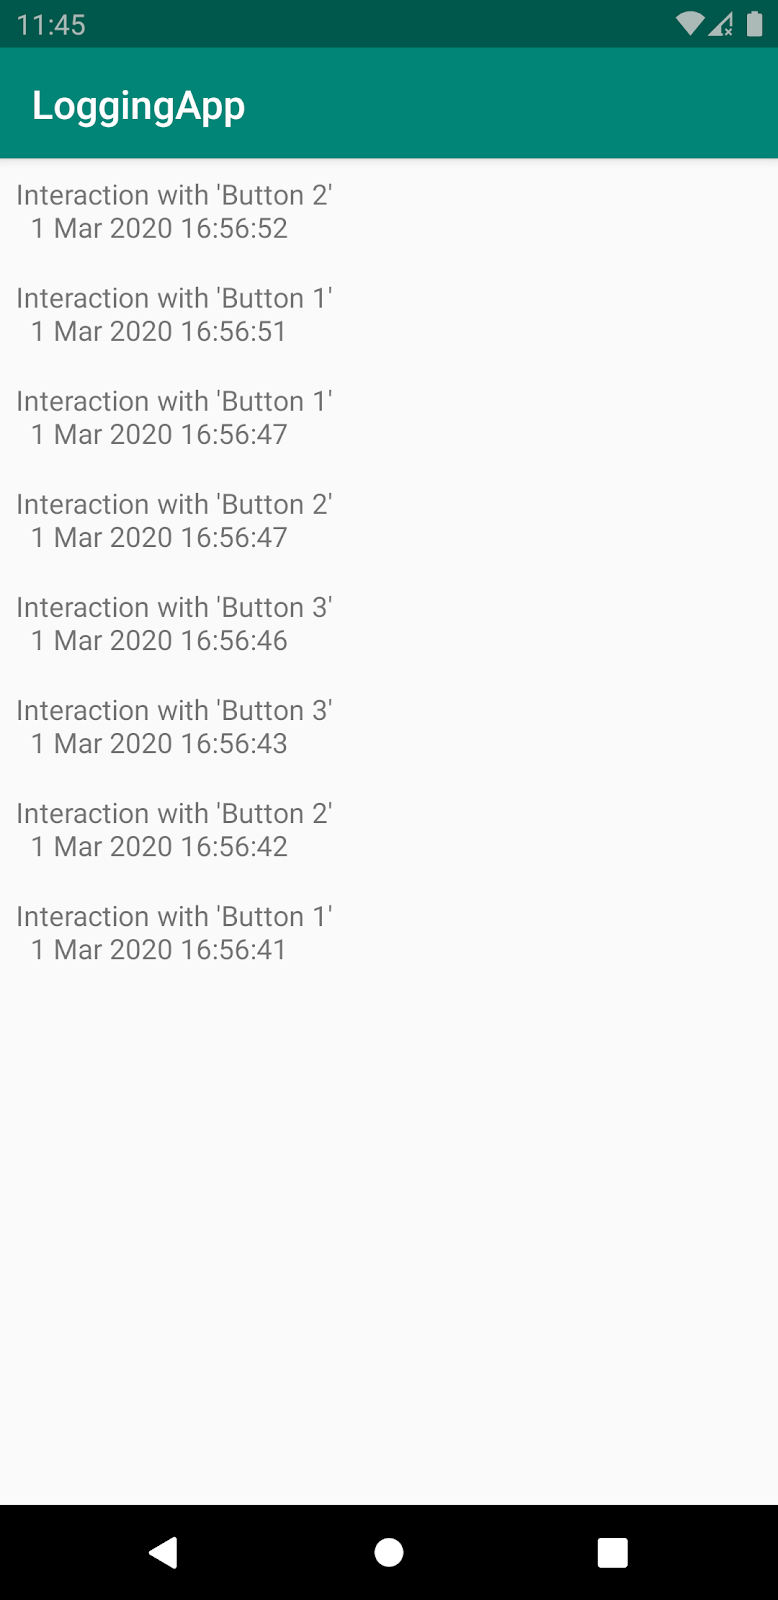 11:45
LoggingApp
Interaction with 'Button 2'
1 Mar 2020 16:56:52
Interaction with 'Button 1'
1 Mar 2020 16:56:51
Interaction with 'Button 1'
1 Mar 2020 16:56:47
Interaction with 'Button 2'
1 Mar 2020 16:56:47
Interaction with 'Button 3'
1 Mar 2020 16:56:46
Interaction with 'Button 3'
1 Mar 2020 16:56:43
Interaction with 'Button 2'
1 Mar 2020 16:56:42
Interaction with 'Button 1'
1 Mar 2020 16:56:41